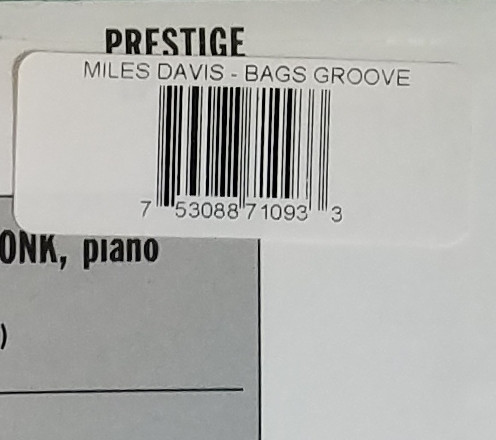 PRESTIGE
MILES DAVIS - BAGS GROOVE
7 53088 71093 3
ONK, piano
)